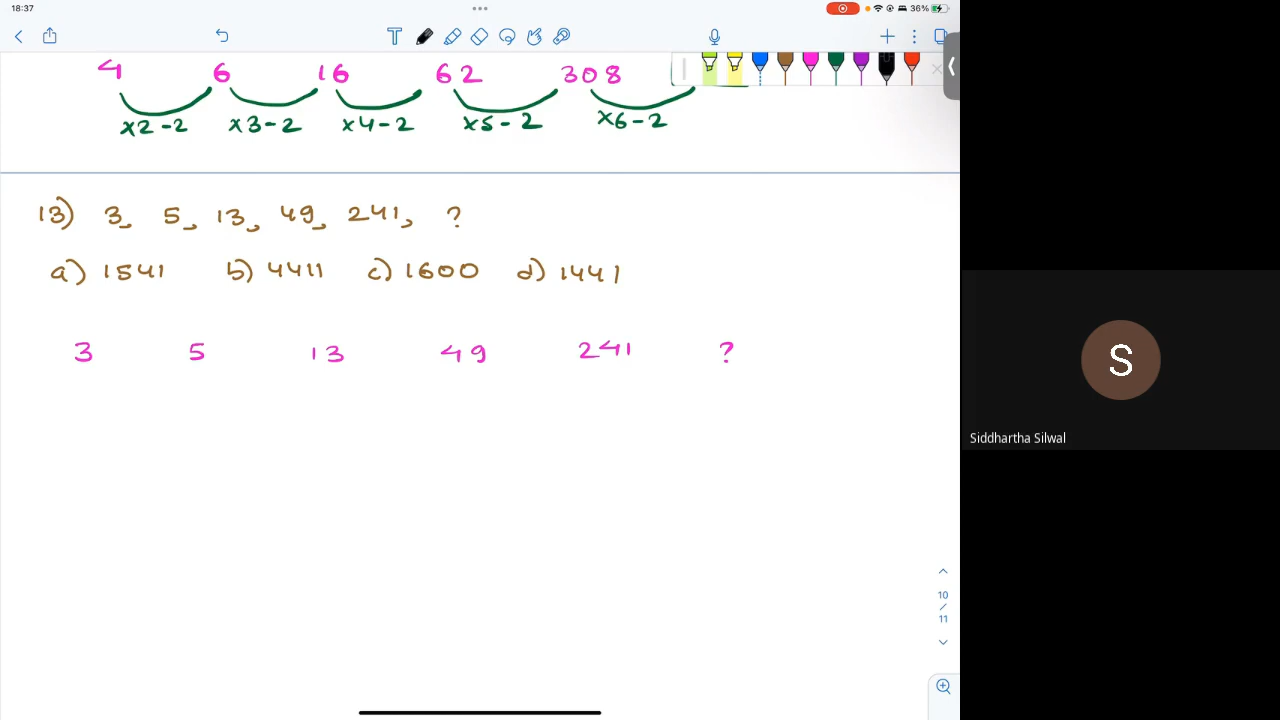 18:37
36%
4 6 16 62 308
x2-2 x3-2 x4-2 x5-2 x6-2
13) 3, 5, 13, 49, 241, ?
a) 1541 b) 4411 c) 1600 d) 1441
3 5 13 49 241 ?
S
Siddhartha Silwal
10
/
11